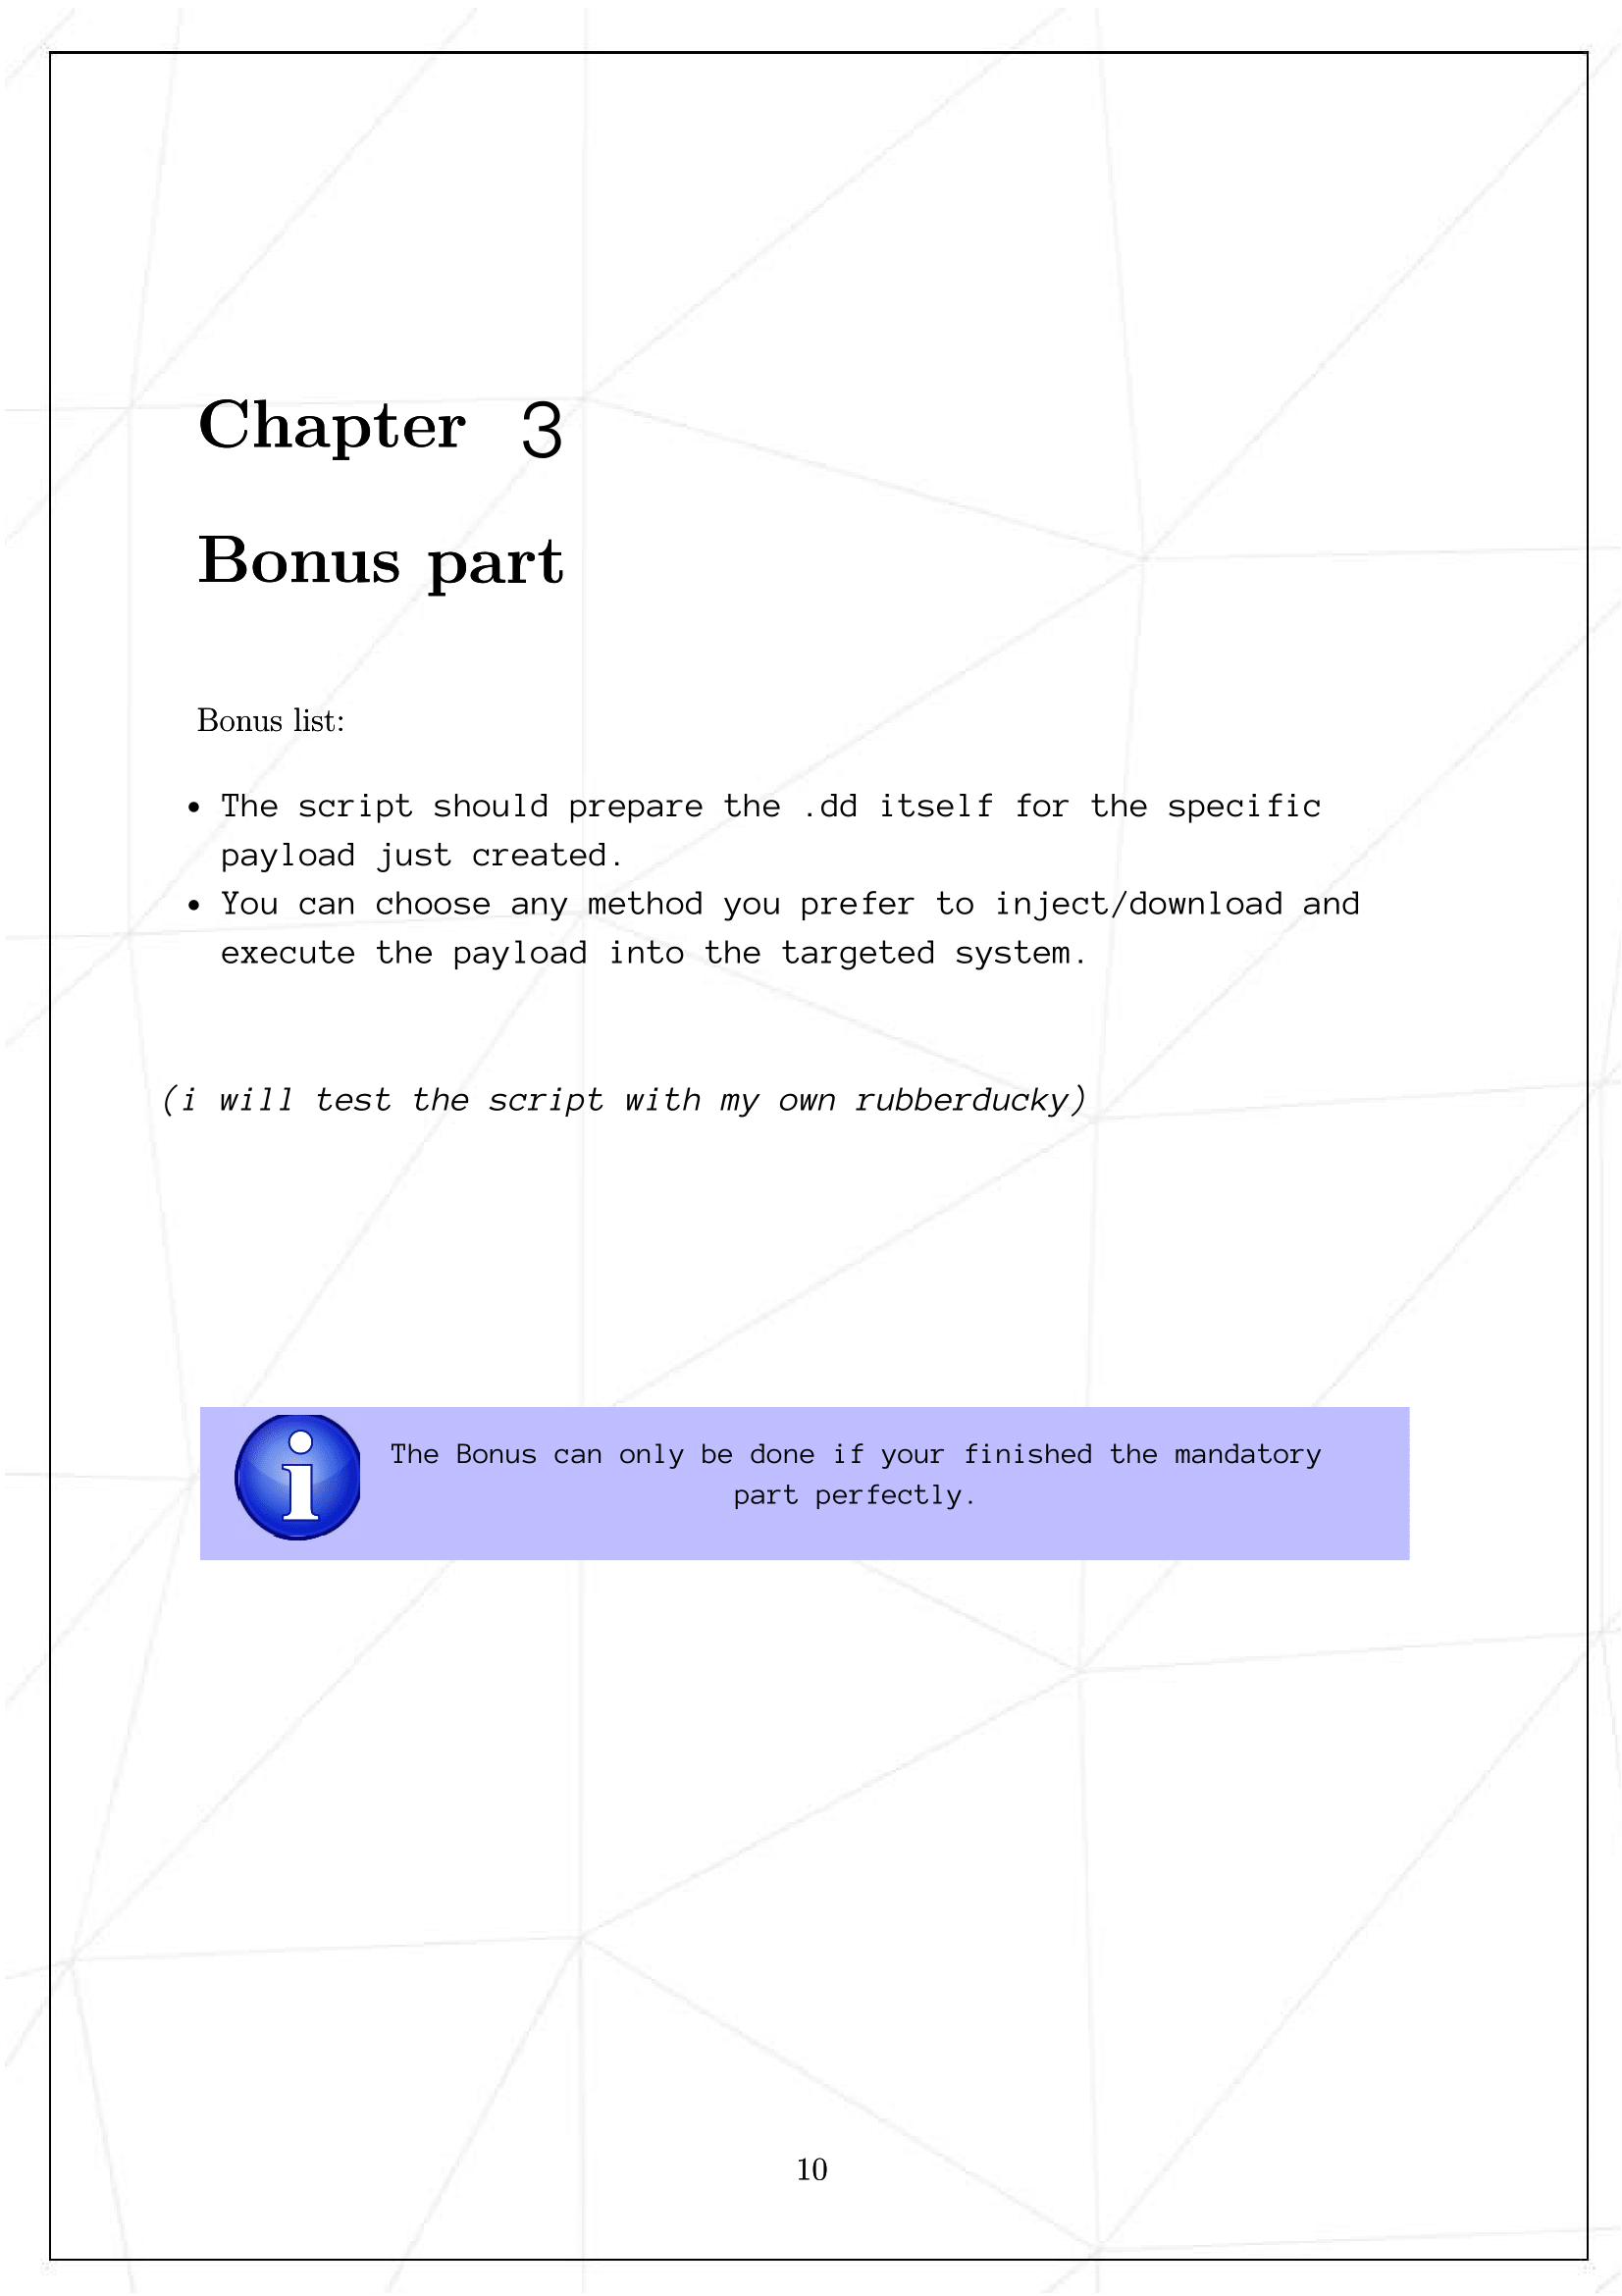 Chapter 3
Bonus part
Bonus list:
• The script should prepare the .dd itself for the specific
payload just created.
• You can choose any method you prefer to inject/download and
execute the payload into the targeted system.
(i will test the script with my own rubberducky)
The Bonus can only be done if your finished the mandatory
part perfectly.
10